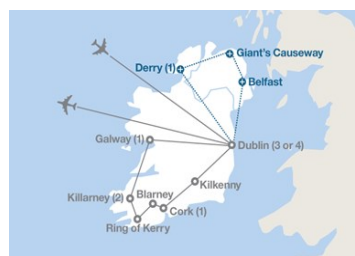 Giant's Causeway
Derry (1)
Belfast
Galway (1)
Dublin (3 or 4)
Killarney (2)
Blarney
Kilkenny
Cork (1)
Ring of Kerry